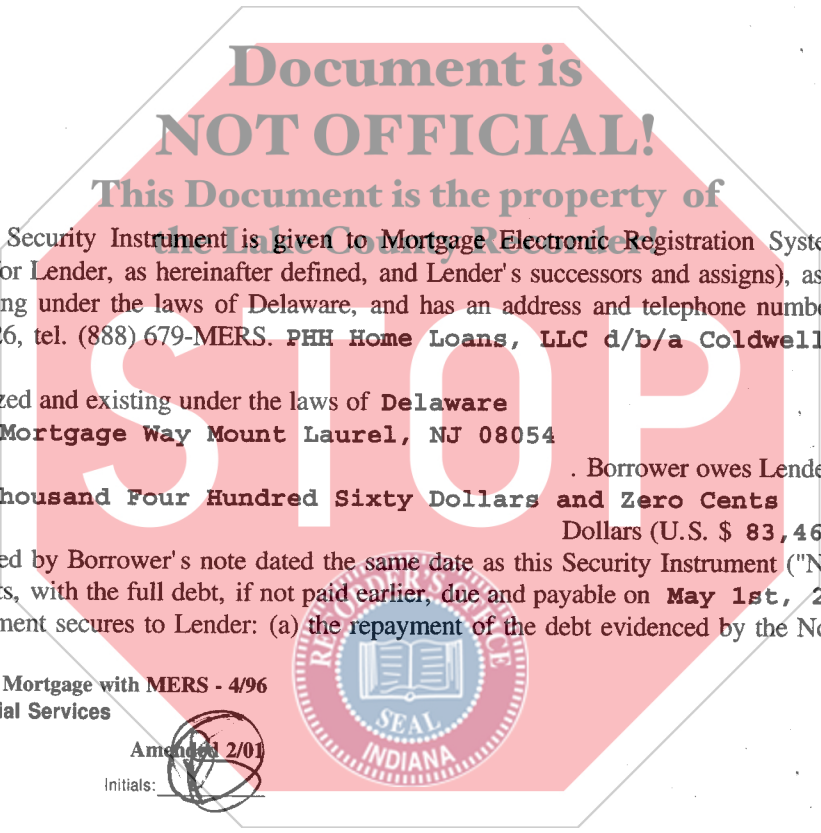 Document is
NOT OFFICIAL!
This Document is the property of
the Lake County Recorder!
STOP
Security Instrument is given to Mortgage Electronic Registration Syste
or Lender, as hereinafter defined, and Lender's successors and assigns), as
ng under the laws of Delaware, and has an address and telephone numbe
26, tel. (888) 679-MERS. PHH Home Loans, LLC d/b/a Coldwell
zed and existing under the laws of Delaware
Mortgage Way Mount Laurel, NJ 08054
. Borrower owes Lende
housand Four Hundred Sixty Dollars and Zero Cents
Dollars (U.S. $ 83,46
ed by Borrower's note dated the same date as this Security Instrument ("N
ts, with the full debt, if not paid earlier, due and payable on May 1st, 2
ment secures to Lender: (a) the repayment of the debt evidenced by the No
RECORDER'S OFFICE
SEAL
INDIANA
Mortgage with MERS - 4/96
ial Services
Amended 2/01
Initials: